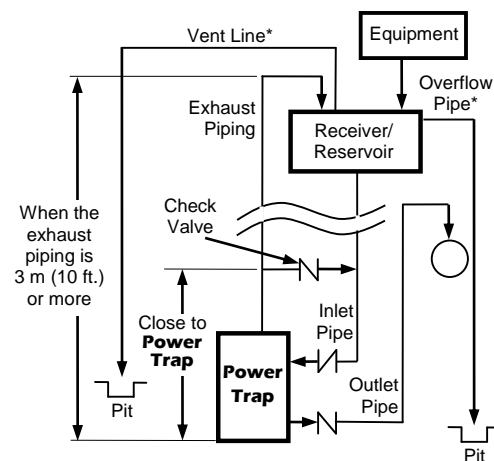 Vent Line*
Equipment
Exhaust
Piping
Overflow
Pipe*
Receiver/
Reservoir
When the
exhaust
piping is
3 m (10 ft.)
or more
Check
Valve
Close to
Power
Trap
Inlet
Pipe
Power
Trap
Outlet
Pipe
Pit
Pit